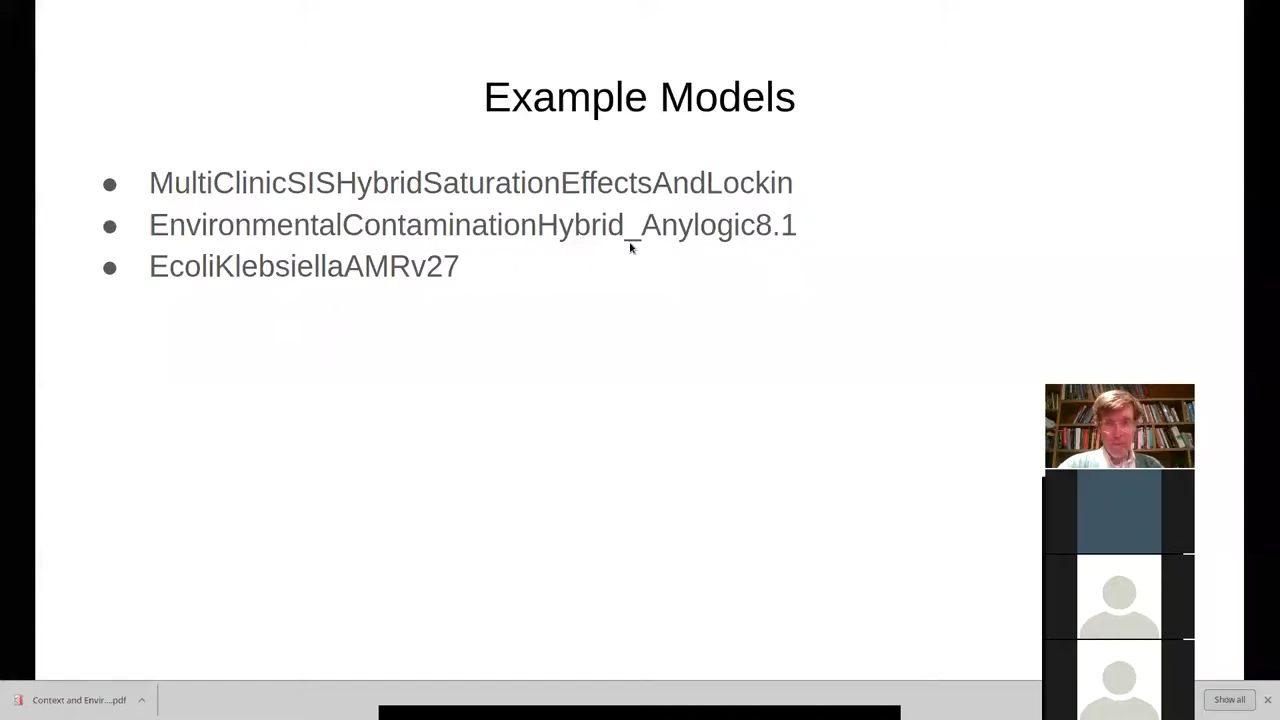 Example Models
● MultiClinicSISHybridSaturationEffectsAndLockin
● EnvironmentalContaminationHybrid_Anylogic8.1
● EcoliKlebsiellaAMRv27
Context and Envir....pdf
Show all